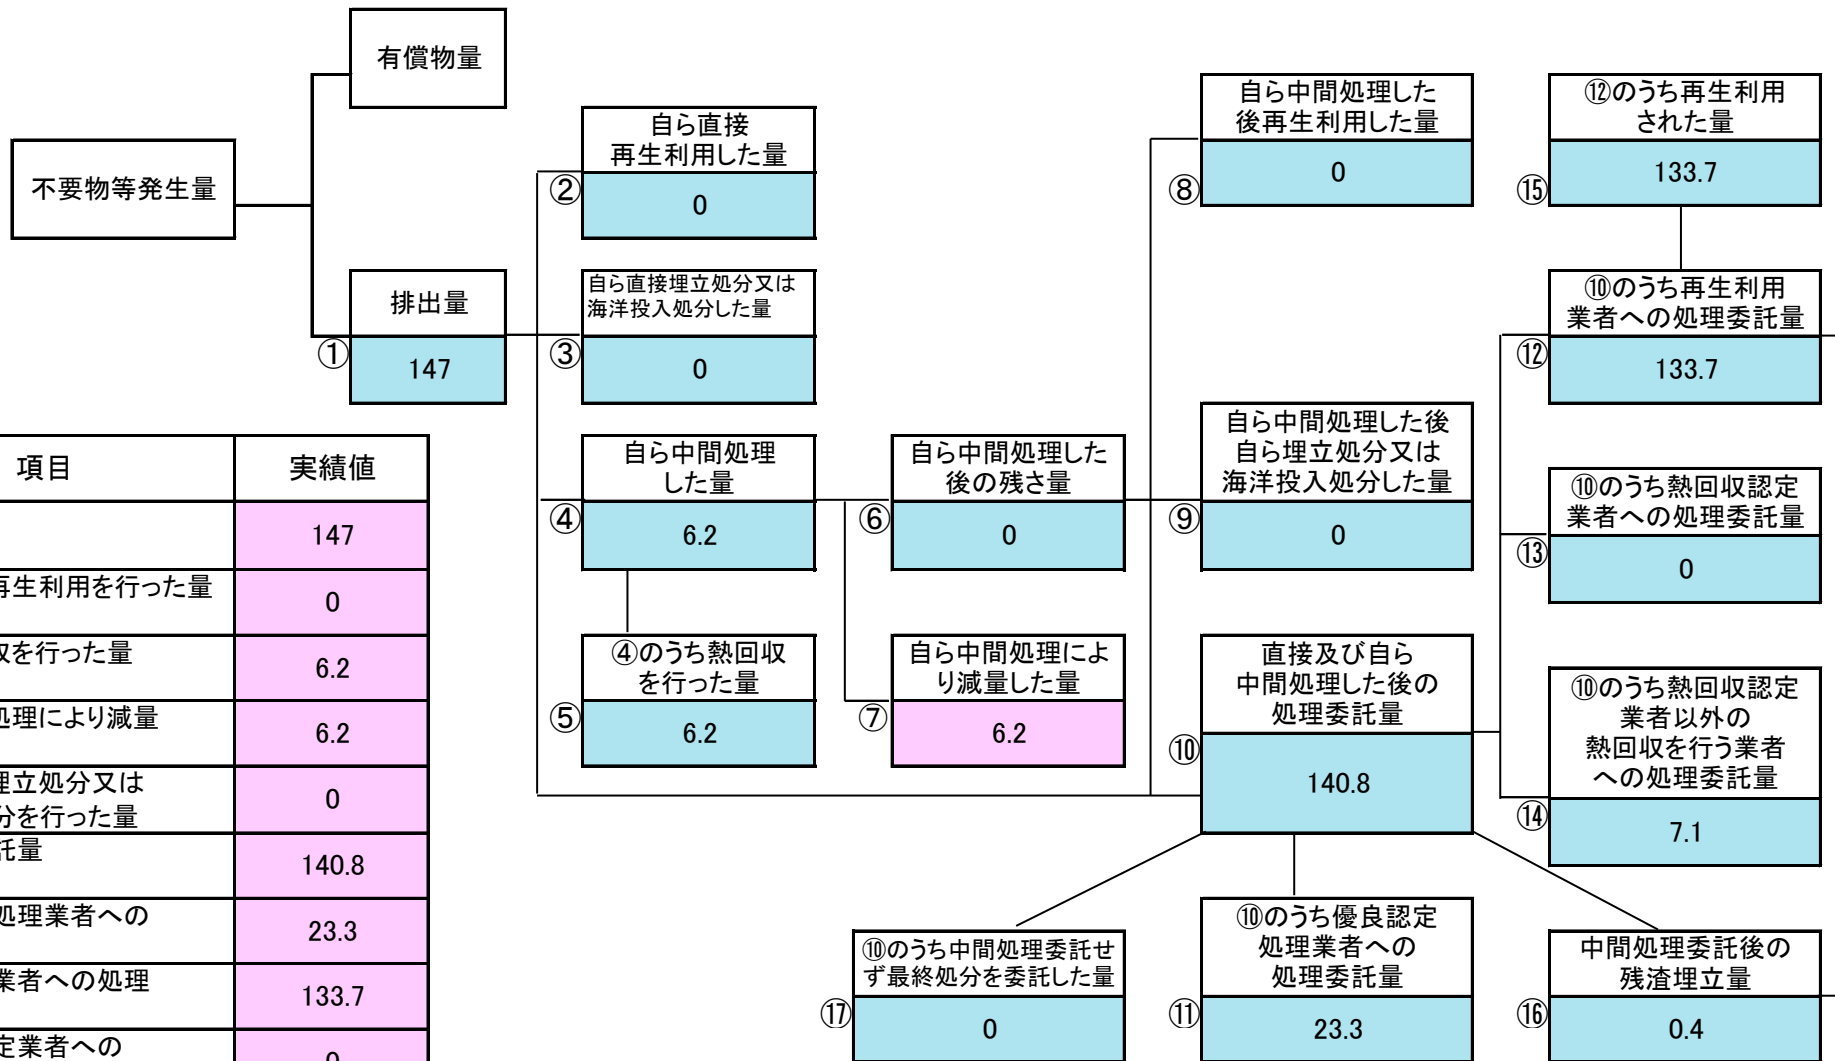 有償物量
不要物等発生量
排出量
①
147
自ら直接
再生利用した量
②
0
自ら直接埋立処分又は
海洋投入処分した量
③
0
自ら中間処理
した量
④
6.2
④のうち熱回収
を行った量
⑤
6.2
自ら中間処理した
後の残さ量
⑥
0
自ら中間処理によ
り減量した量
⑦
6.2
自ら中間処理した
後再生利用した量
⑧
0
自ら中間処理した後
自ら埋立処分又は
海洋投入処分した量
⑨
0
直接及び自ら
中間処理した後の
処理委託量
⑩
140.8
⑫のうち再生利用
された量
⑮
133.7
⑩のうち再生利用
業者への処理委託量
⑫
133.7
⑩のうち熱回収認定
業者への処理委託量
⑬
0
⑩のうち熱回収認定
業者以外の
熱回収を行う業者
への処理委託量
⑭
7.1
⑩のうち中間処理委託せ
ず最終処分を委託した量
⑰
0
⑩のうち優良認定
処理業者への
処理委託量
⑪
23.3
中間処理委託後の
残渣埋立量
⑯
0.4
項目 実績値
147
再生利用を行った量 0
を行った量 6.2
処理により減量 6.2
埋立処分又は
分を行った量 0
託量 140.8
処理業者への 23.3
業者への処理 133.7
定業者への 0